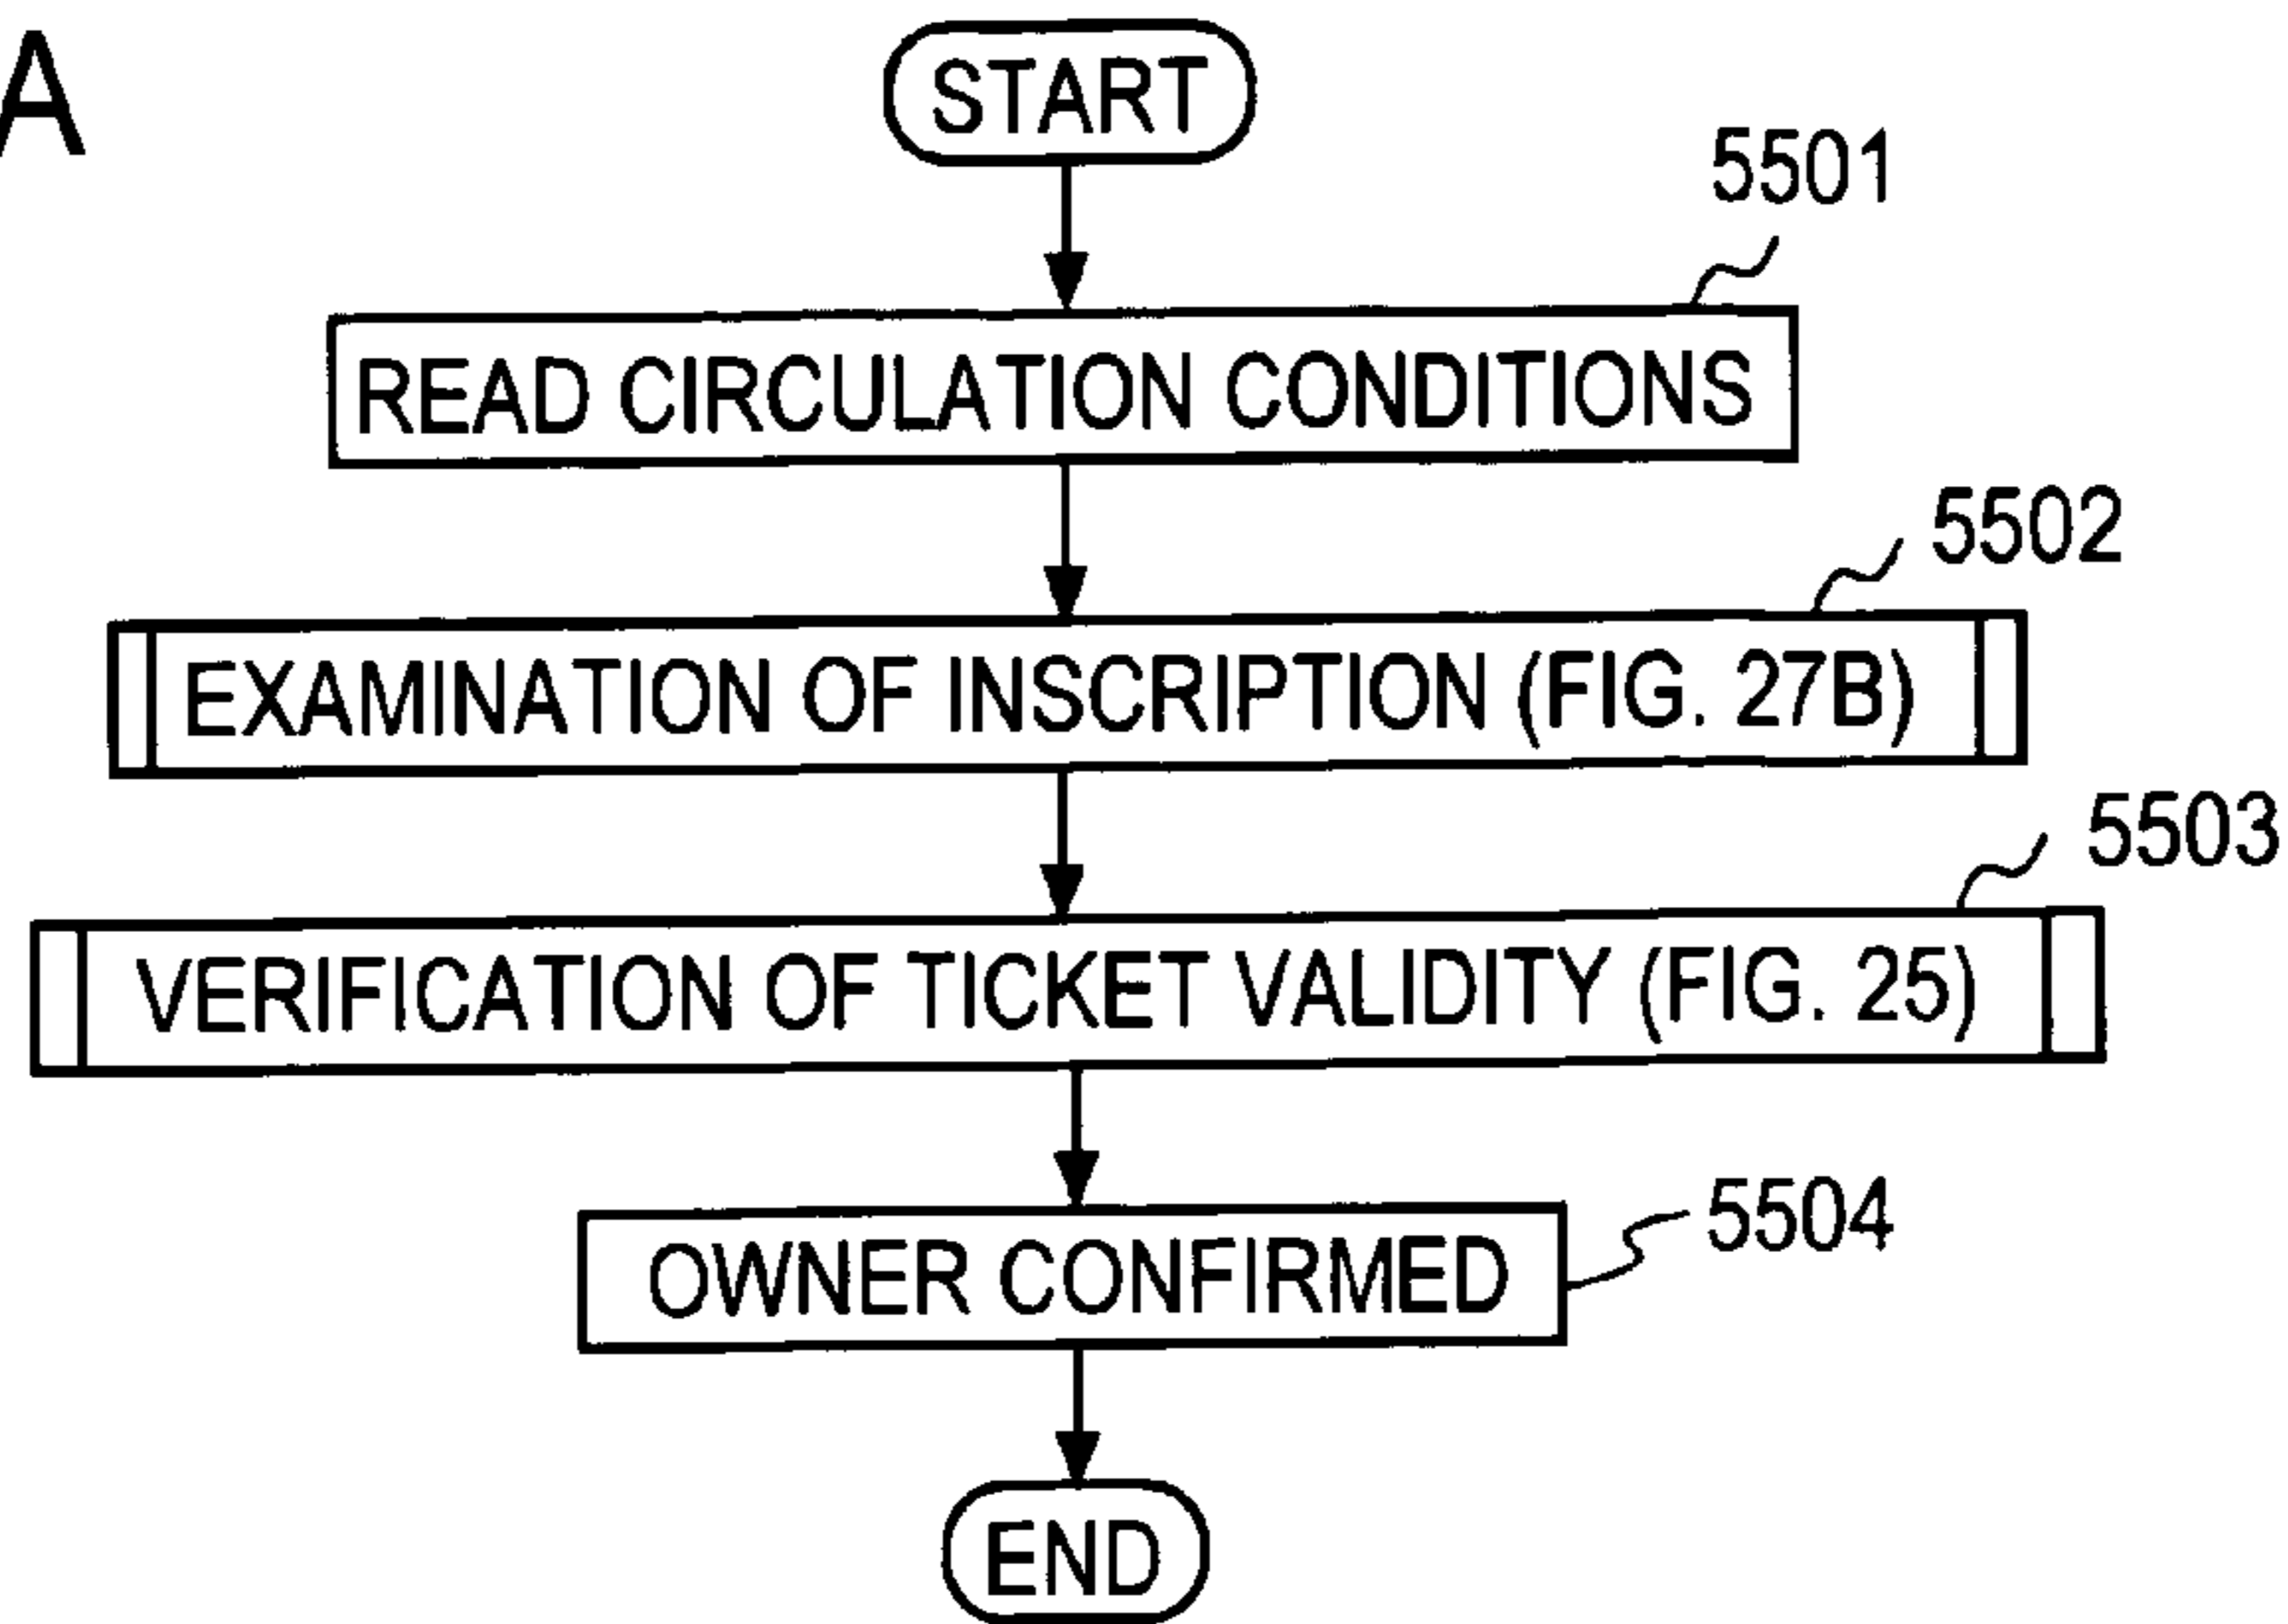 A
START
5501
READ CIRCULATION CONDITIONS
5502
EXAMINATION OF INSCRIPTION (FIG. 27B)
5503
VERIFICATION OF TICKET VALIDITY (FIG. 25)
5504
OWNER CONFIRMED
END